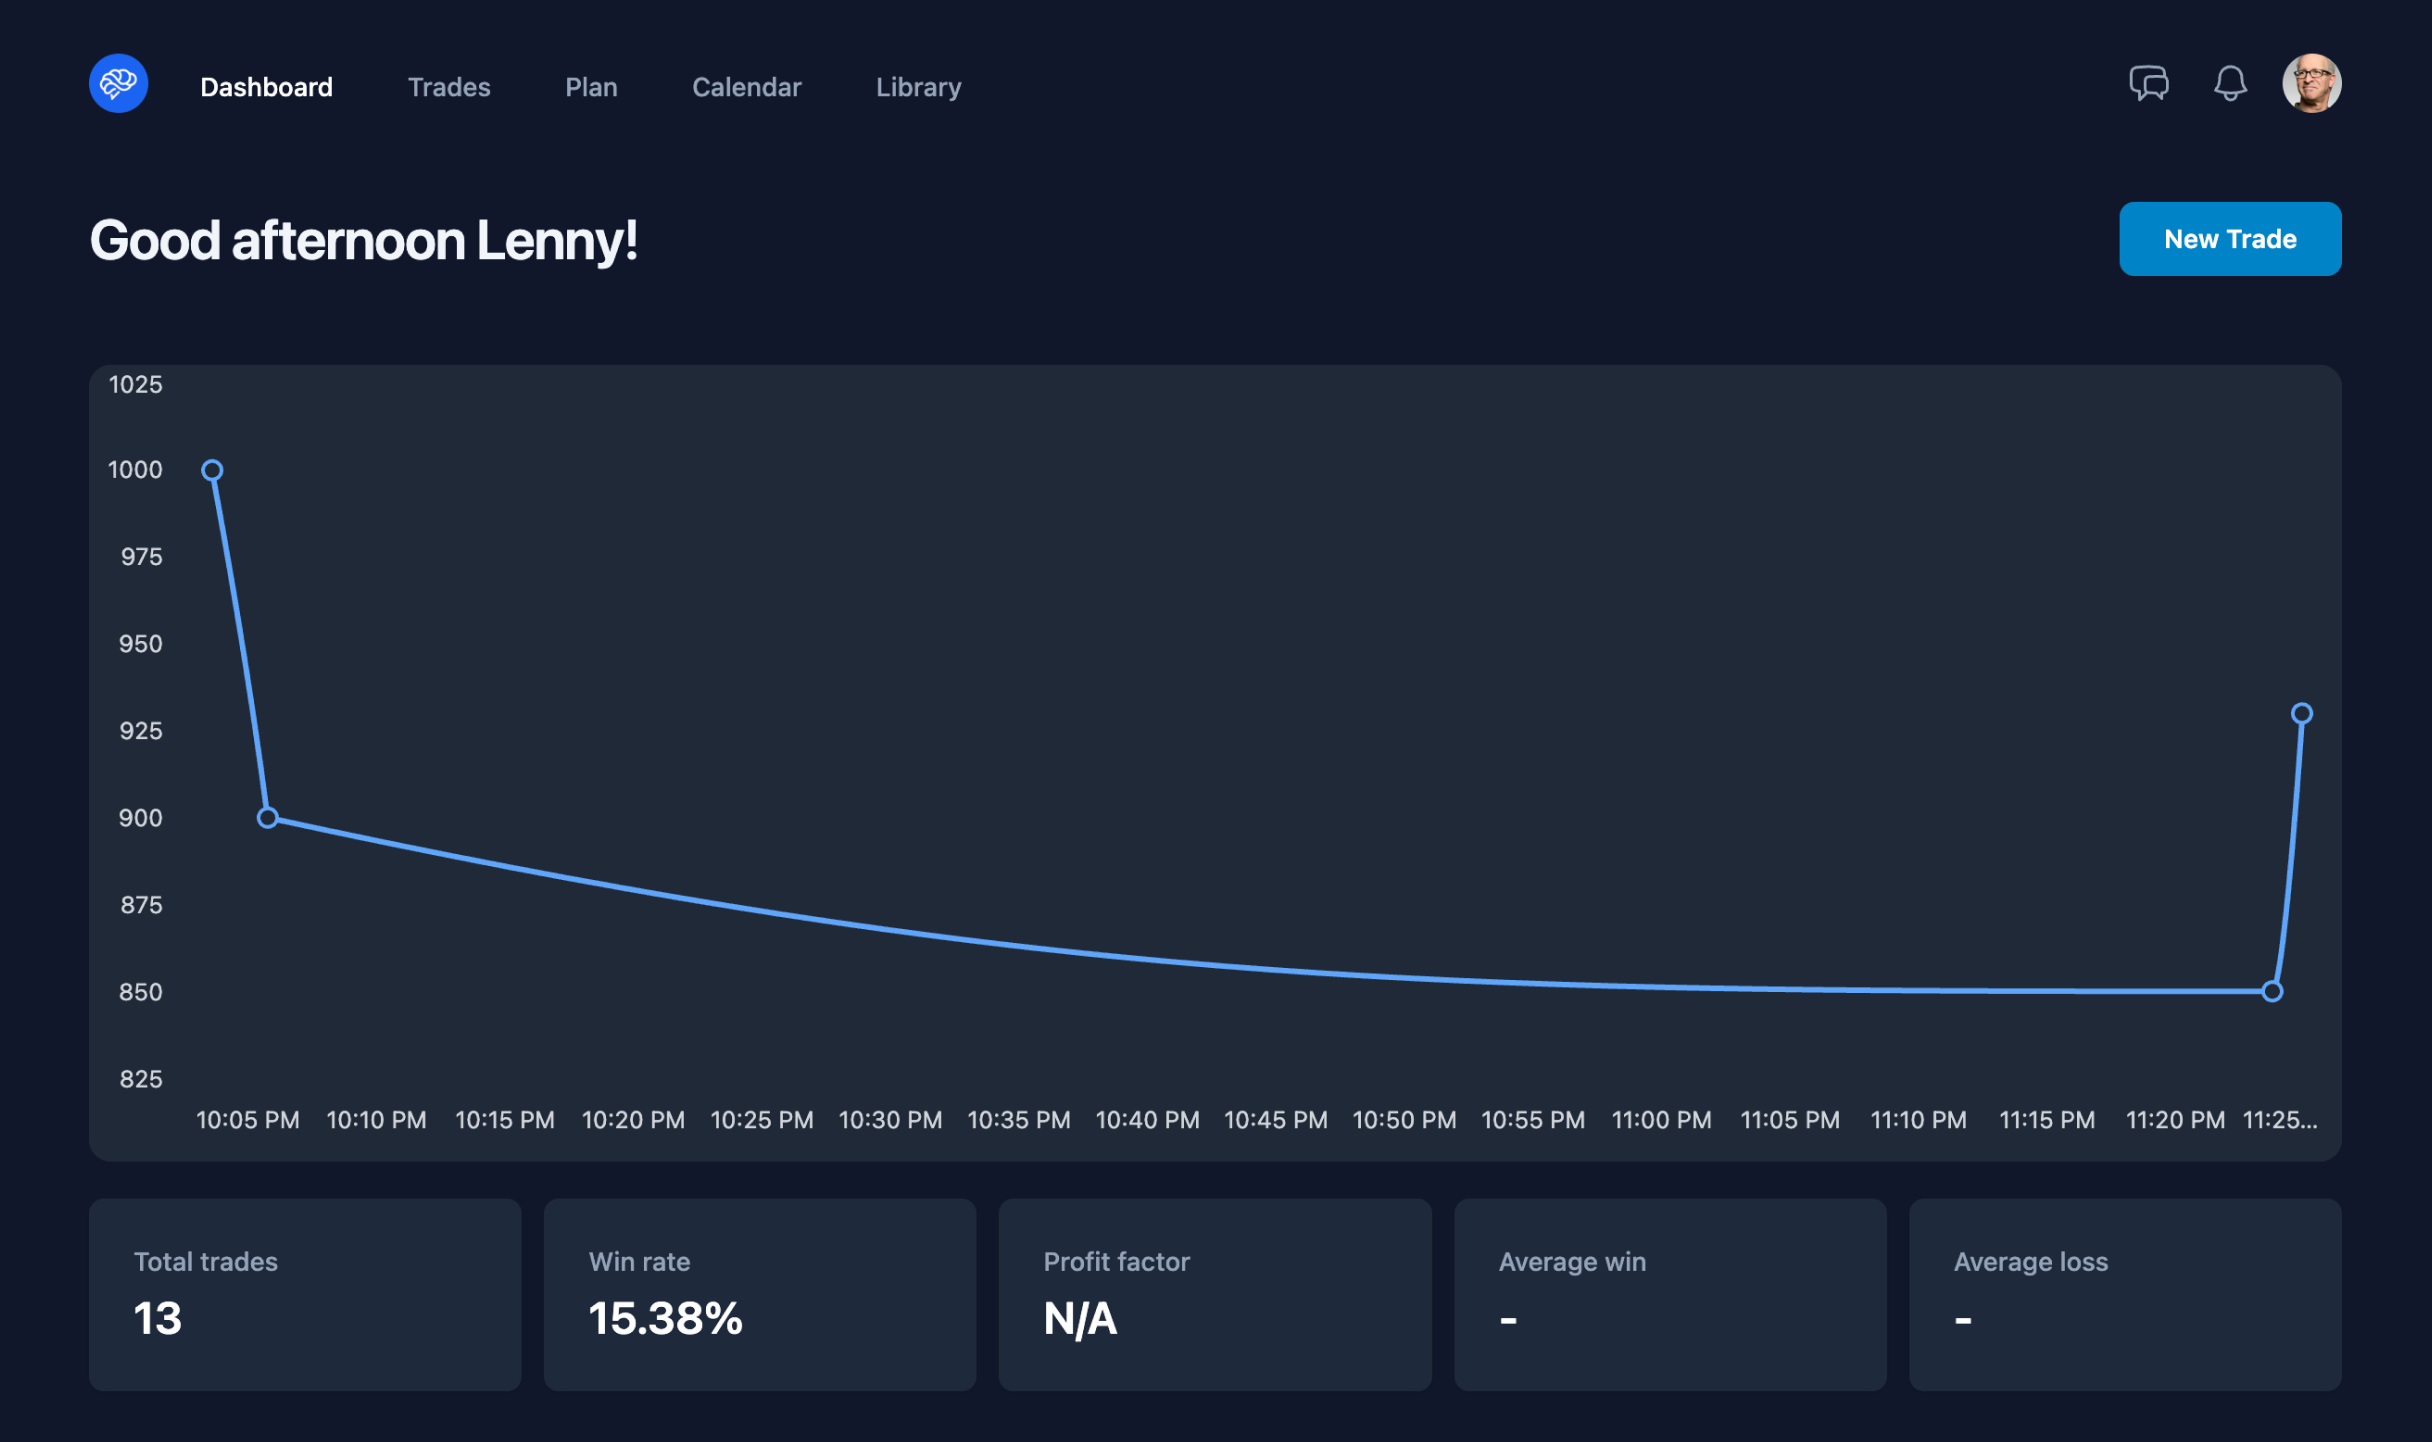 Dashboard Trades Plan Calendar Library
Good afternoon Lenny!
New Trade
1025
1000
975
950
925
900
875
850
825
10:05 PM 10:10 PM 10:15 PM 10:20 PM 10:25 PM 10:30 PM 10:35 PM 10:40 PM 10:45 PM 10:50 PM 10:55 PM 11:00 PM 11:05 PM 11:10 PM 11:15 PM 11:20 PM 11:25...
Total trades
13
Win rate
15.38%
Profit factor
N/A
Average win
-
Average loss
-